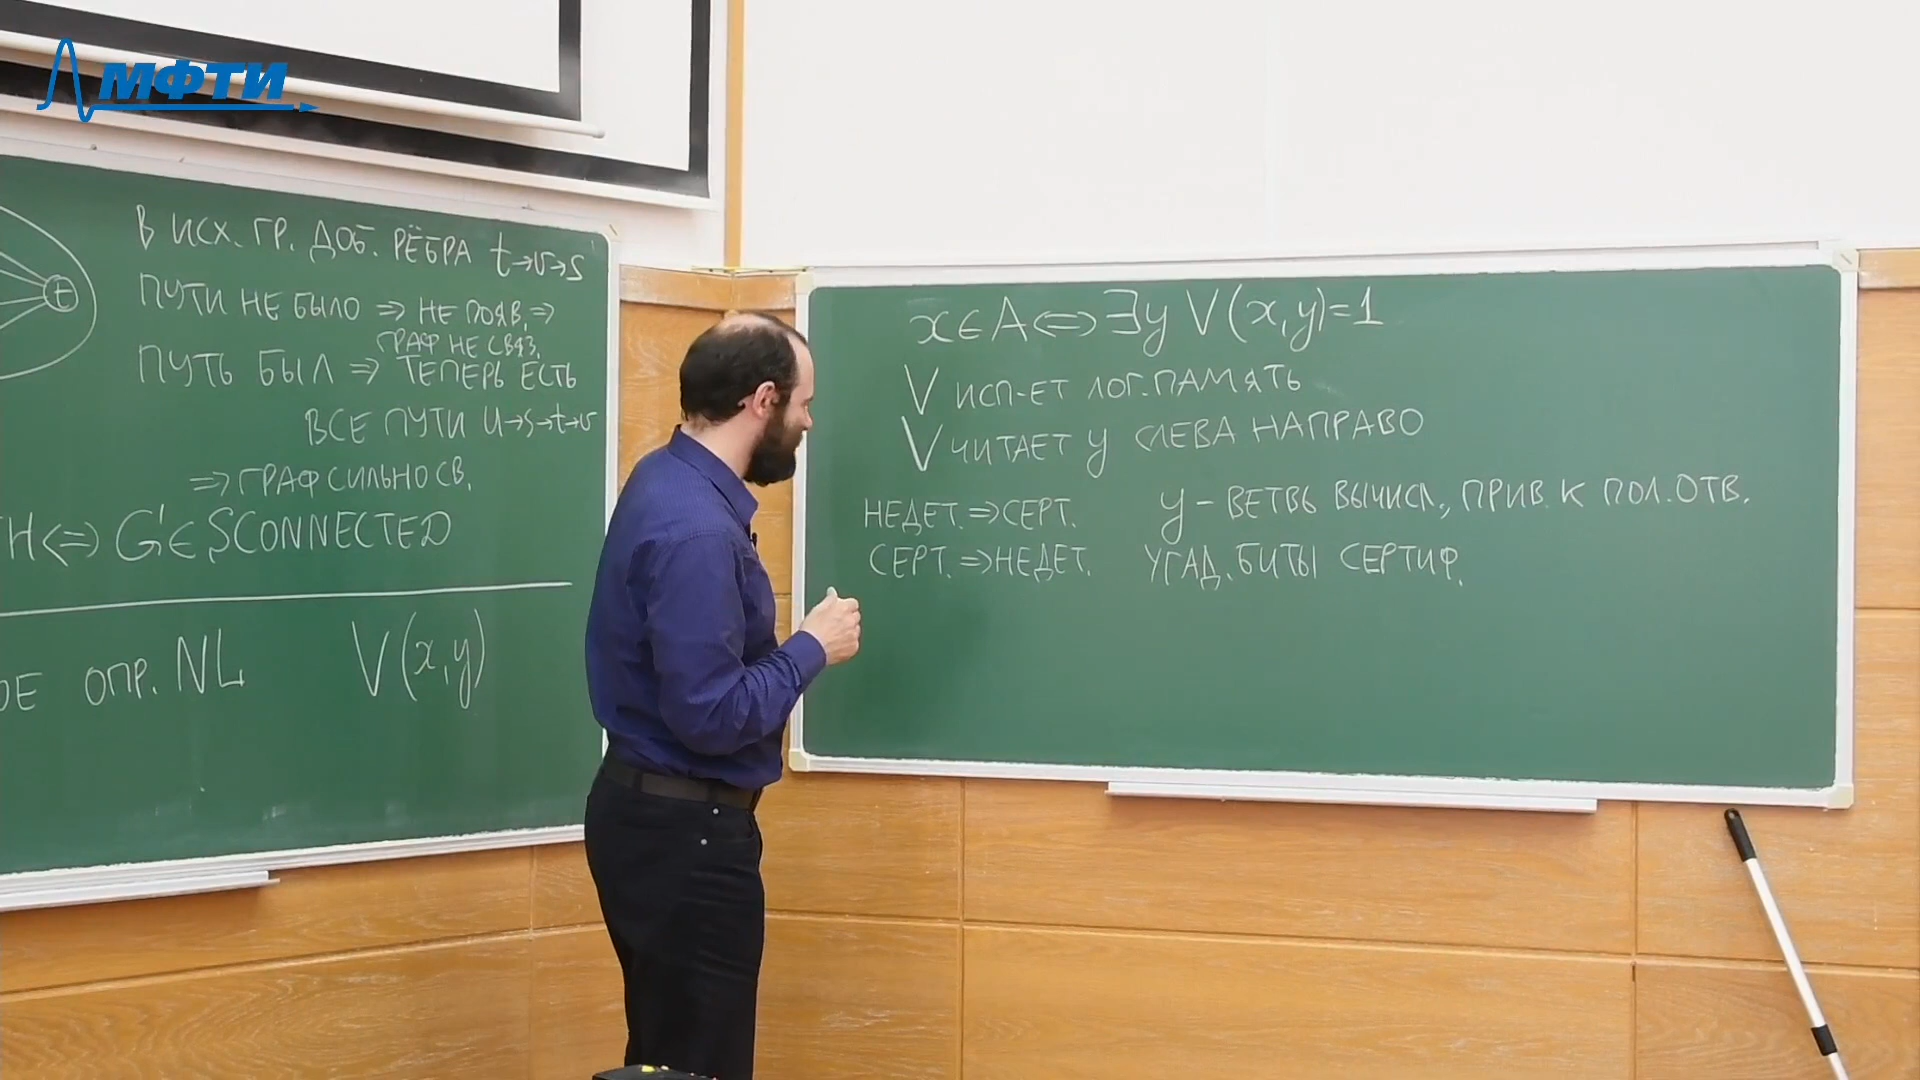 МФТИ
t
В ИСХ. ГР. ДОБ. РЁБРА t→v→s
ПУТИ НЕ БЫЛО ⇒ НЕ ПОЯВ. ⇒
ГРАФ НЕ СВЯЗ.
ПУТЬ БЫЛ ⇒ ТЕПЕРЬ ЕСТЬ
ВСЕ ПУТИ u→s→t→v
⇒ ГРАФ СИЛЬНО СВ.
H ⇔ G' ∈ SCONNECTED
ОЕ ОПР. NL V(x,y)
x ∈ A ⇔ ∃y V(x,y)=1
V ИСП-ЕТ ЛОГ. ПАМЯТЬ
V ЧИТАЕТ y СЛЕВА НАПРАВО
НЕДЕТ. ⇒ СЕРТ. y – ВЕТВЬ ВЫЧИСЛ., ПРИВ. К ПОЛ. ОТВ.
СЕРТ. ⇒ НЕДЕТ. УГАД. БИТЫ СЕРТИФ.